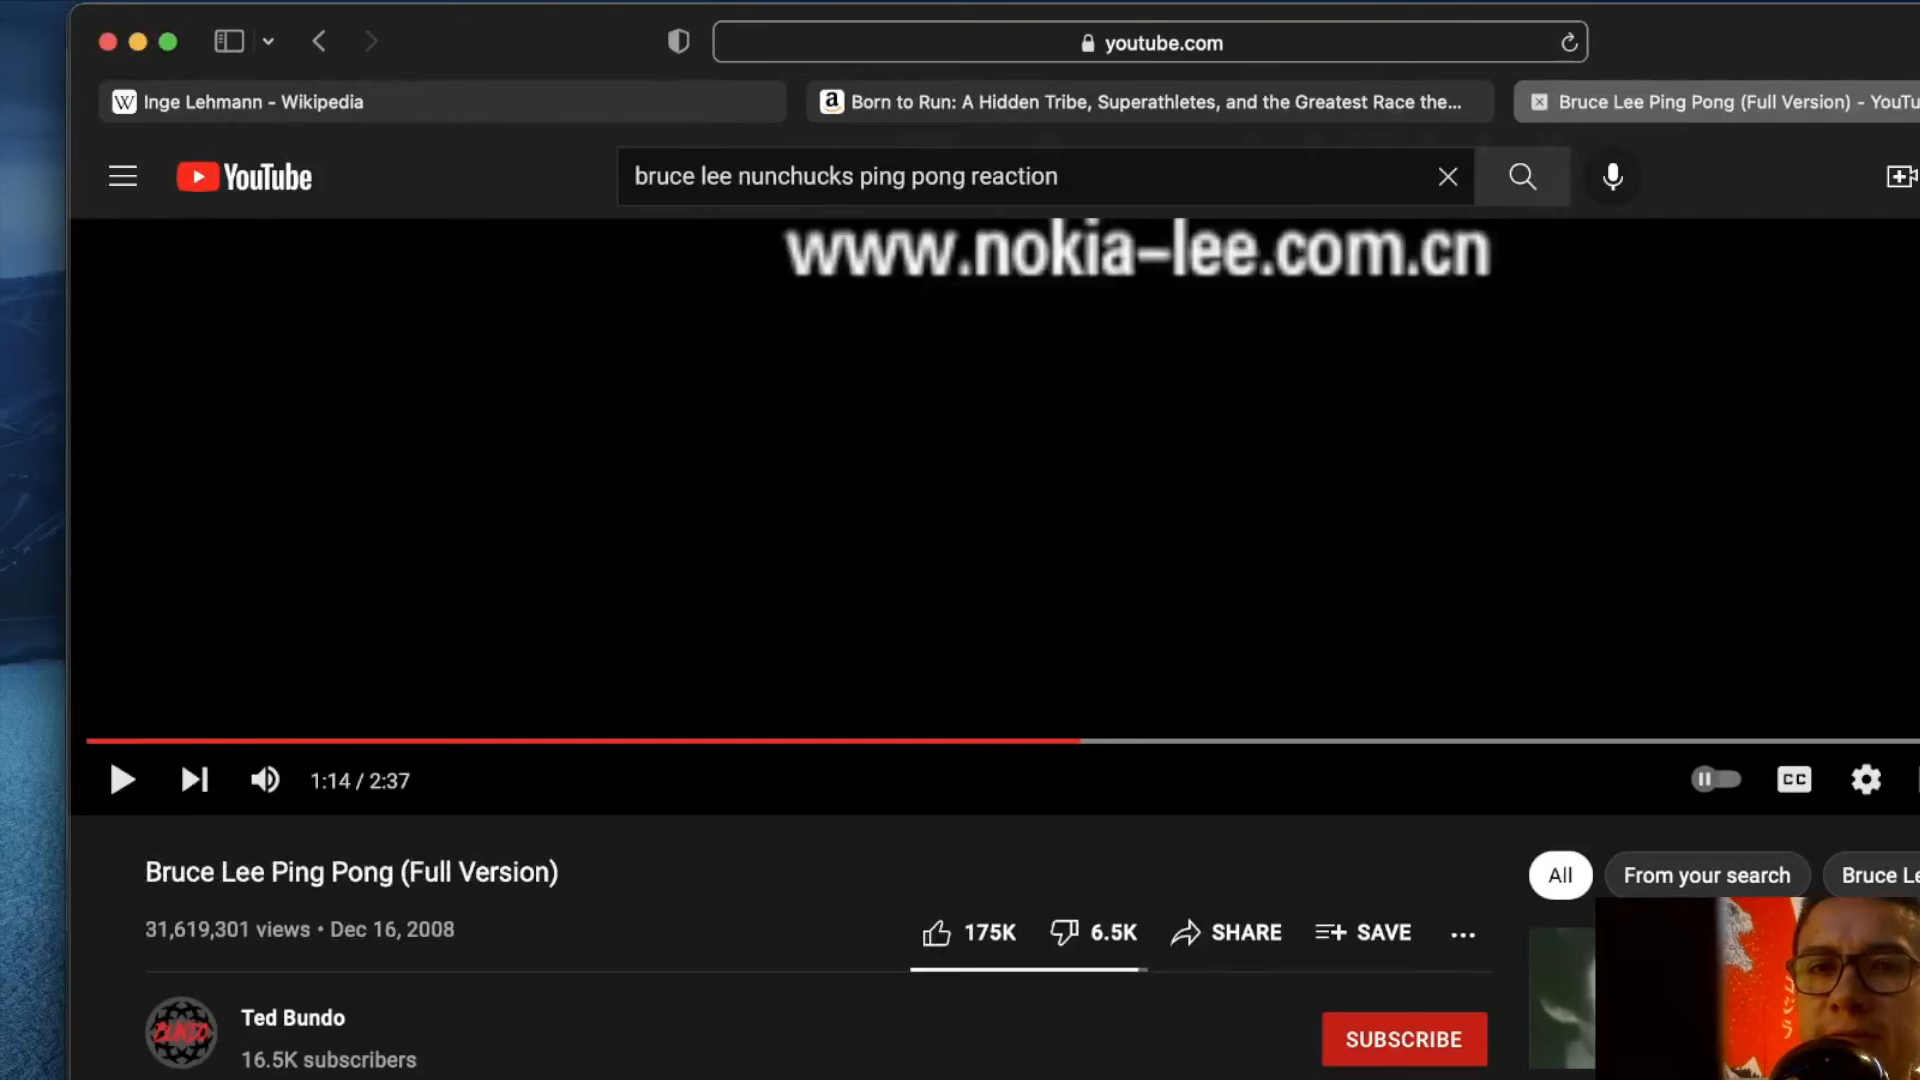 youtube.com
W Inge Lehmann - Wikipedia
a Born to Run: A Hidden Tribe, Superathletes, and the Greatest Race the...
Bruce Lee Ping Pong (Full Version) - YouTu
YouTube
bruce lee nunchucks ping pong reaction
www.nokia-lee.com.cn
1:14 / 2:37
CC
Bruce Lee Ping Pong (Full Version)
31,619,301 views • Dec 16, 2008
175K
6.5K
SHARE
SAVE
All
From your search
Bruce Le
BUNDO
Ted Bundo
16.5K subscribers
SUBSCRIBE